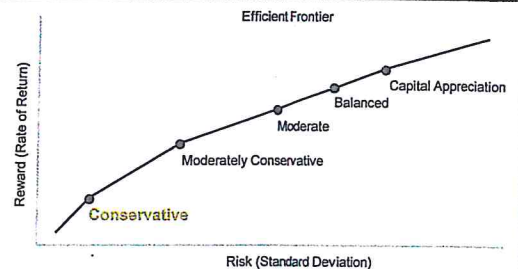 Efficient Frontier
Reward (Rate of Return)
Capital Appreciation
Balanced
Moderate
Moderately Conservative
Conservative
Risk (Standard Deviation)